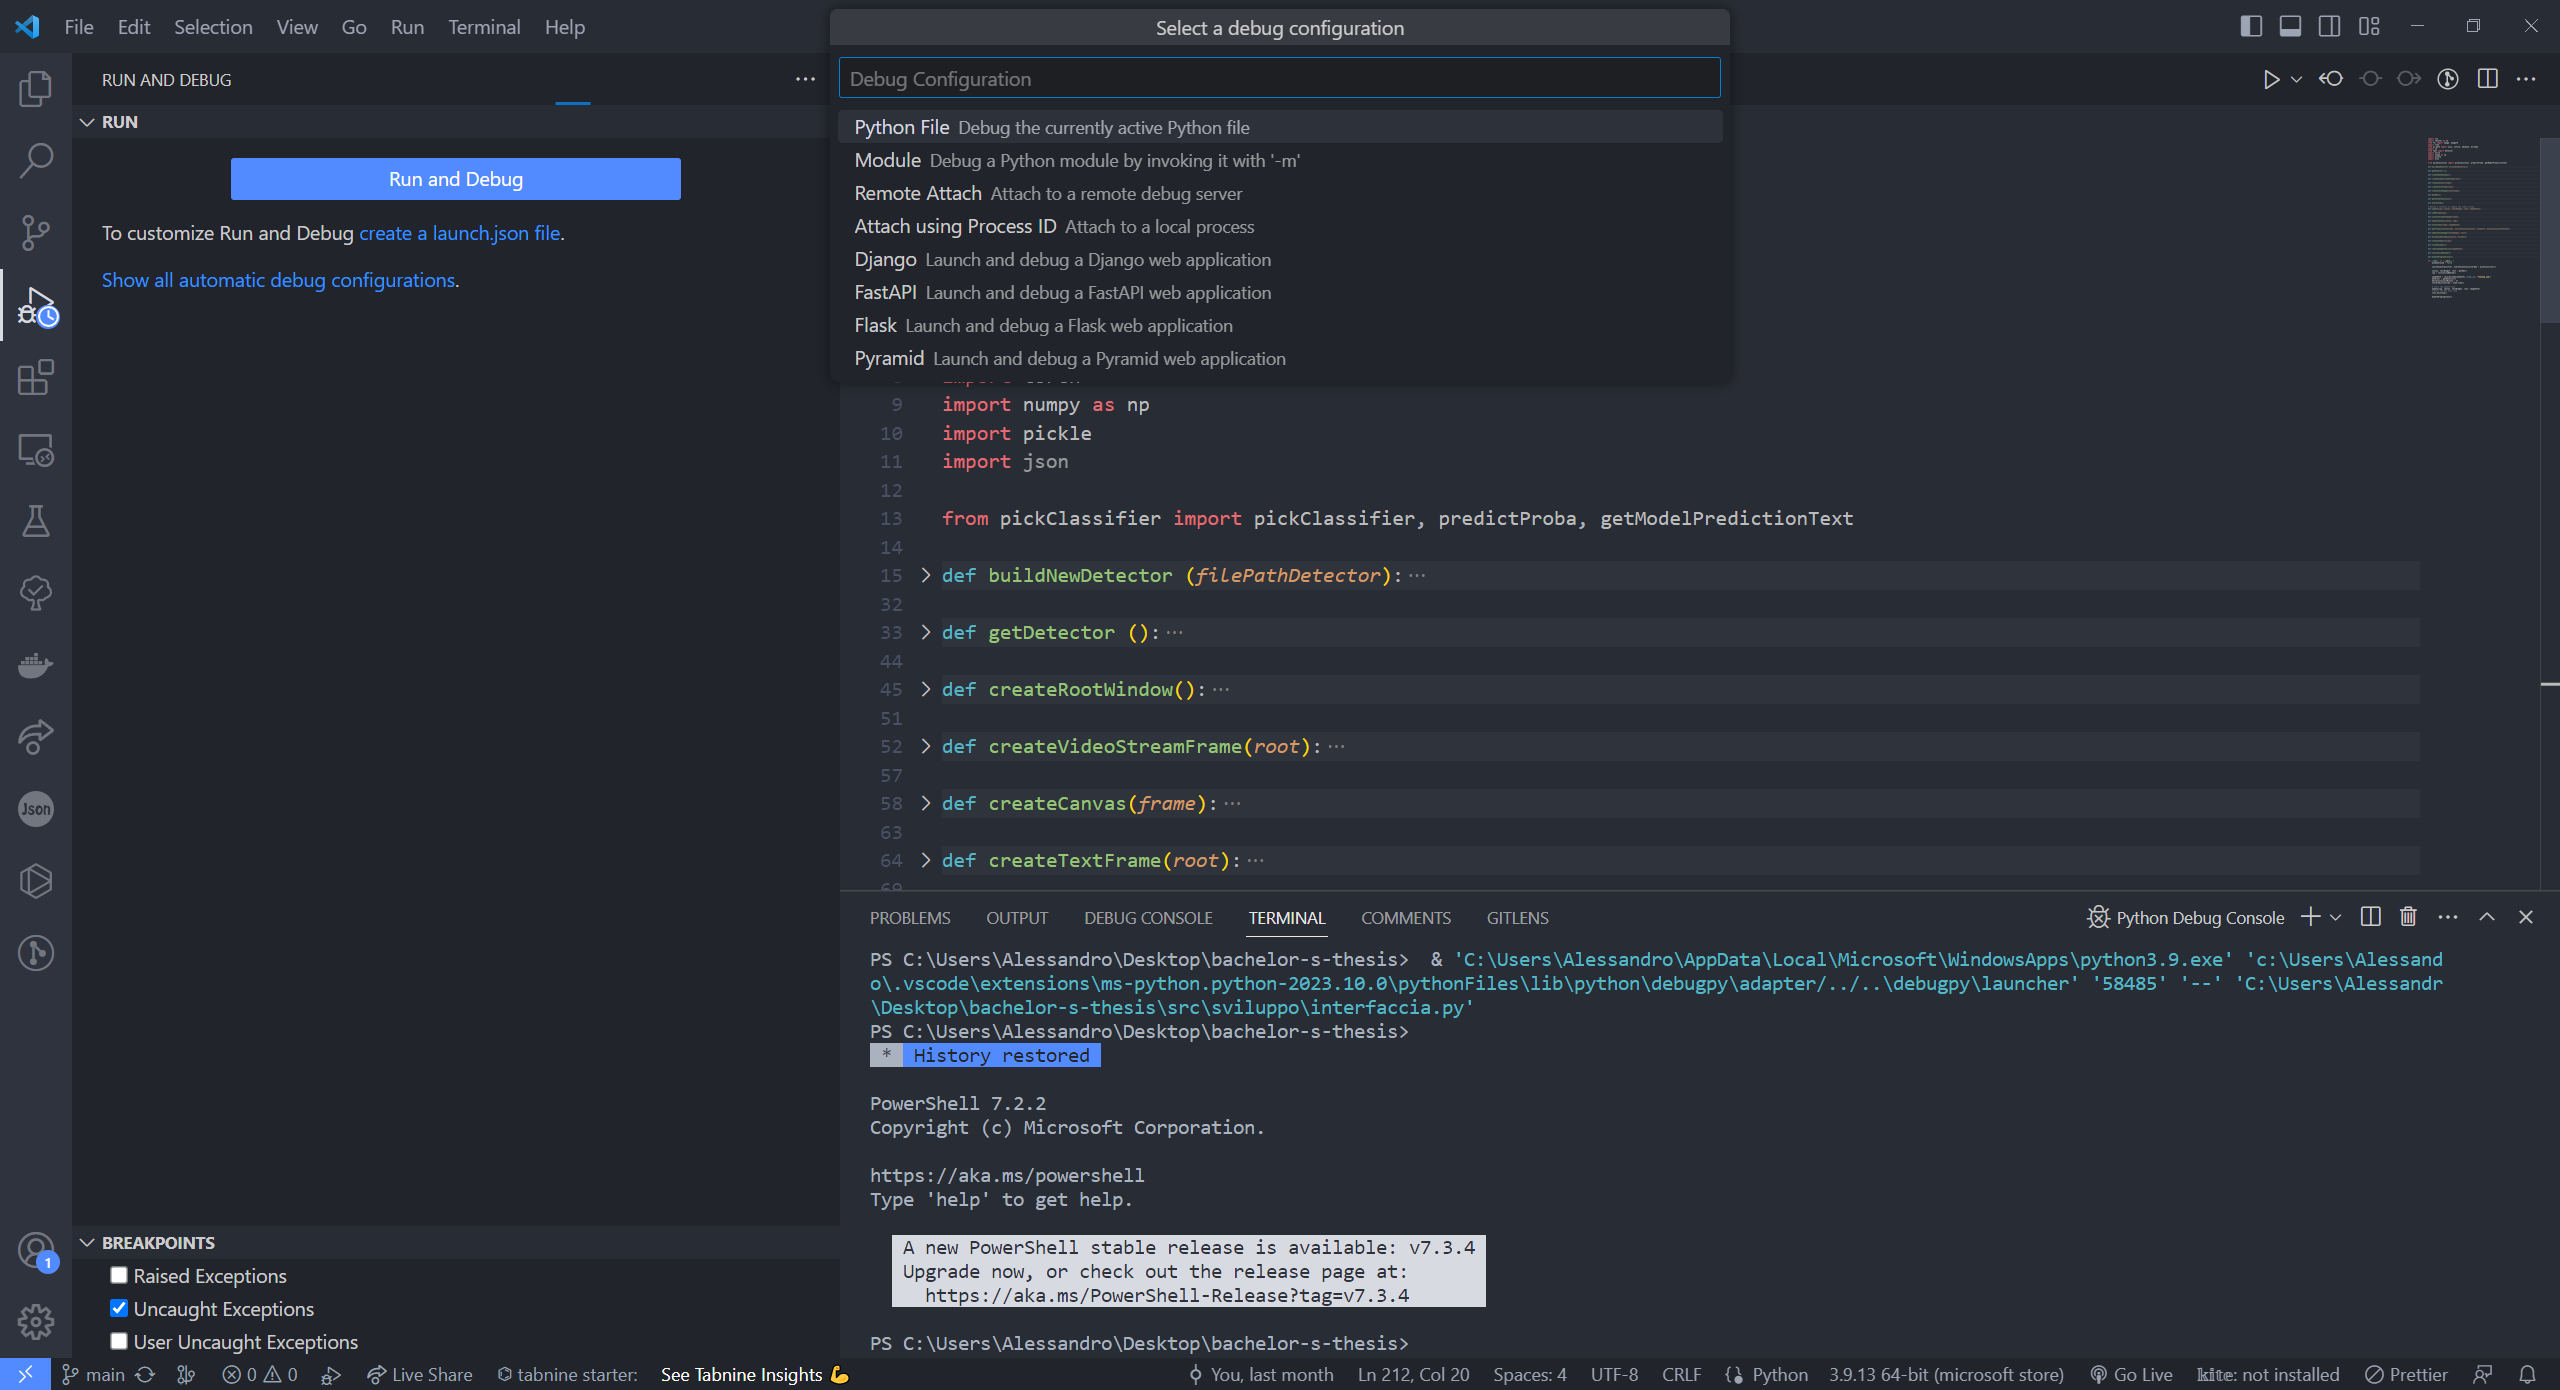 File Edit Selection View Go Run Terminal Help
Select a debug configuration
Debug Configuration
Python File Debug the currently active Python file
Module Debug a Python module by invoking it with '-m'
Remote Attach Attach to a remote debug server
Attach using Process ID Attach to a local process
Django Launch and debug a Django web application
FastAPI Launch and debug a FastAPI web application
Flask Launch and debug a Flask web application
Pyramid Launch and debug a Pyramid web application
RUN AND DEBUG
RUN
Run and Debug
To customize Run and Debug create a launch.json file.
Show all automatic debug configurations.
Json
9 import numpy as np
10 import pickle
11 import json
12
13 from pickClassifier import pickClassifier, predictProba, getModelPredictionText
14
15 def buildNewDetector (filePathDetector):···
32
33 def getDetector ():···
44
45 def createRootWindow():···
51
52 def createVideoStreamFrame(root):···
57
58 def createCanvas(frame):···
63
64 def createTextFrame(root):···
PROBLEMS OUTPUT DEBUG CONSOLE TERMINAL COMMENTS GITLENS
Python Debug Console
PS C:\Users\Alessandro\Desktop\bachelor-s-thesis>  & 'C:\Users\Alessandro\AppData\Local\Microsoft\WindowsApps\python3.9.exe' 'c:\Users\Alessand
o\.vscode\extensions\ms-python.python-2023.10.0\pythonFiles\lib\python\debugpy\adapter/../..\debugpy\launcher' '58485' '--' 'C:\Users\Alessandr
\Desktop\bachelor-s-thesis\src\sviluppo\interfaccia.py'
PS C:\Users\Alessandro\Desktop\bachelor-s-thesis>
* History restored
PowerShell 7.2.2
Copyright (c) Microsoft Corporation.
https://aka.ms/powershell
Type 'help' to get help.
A new PowerShell stable release is available: v7.3.4
Upgrade now, or check out the release page at:
https://aka.ms/PowerShell-Release?tag=v7.3.4
PS C:\Users\Alessandro\Desktop\bachelor-s-thesis>
BREAKPOINTS
Raised Exceptions
Uncaught Exceptions
User Uncaught Exceptions
1
main 0 0 Live Share tabnine starter: See Tabnine Insights 💪 You, last month Ln 212, Col 20 Spaces: 4 UTF-8 CRLF Python 3.9.13 64-bit (microsoft store) Go Live kite: not installed Prettier